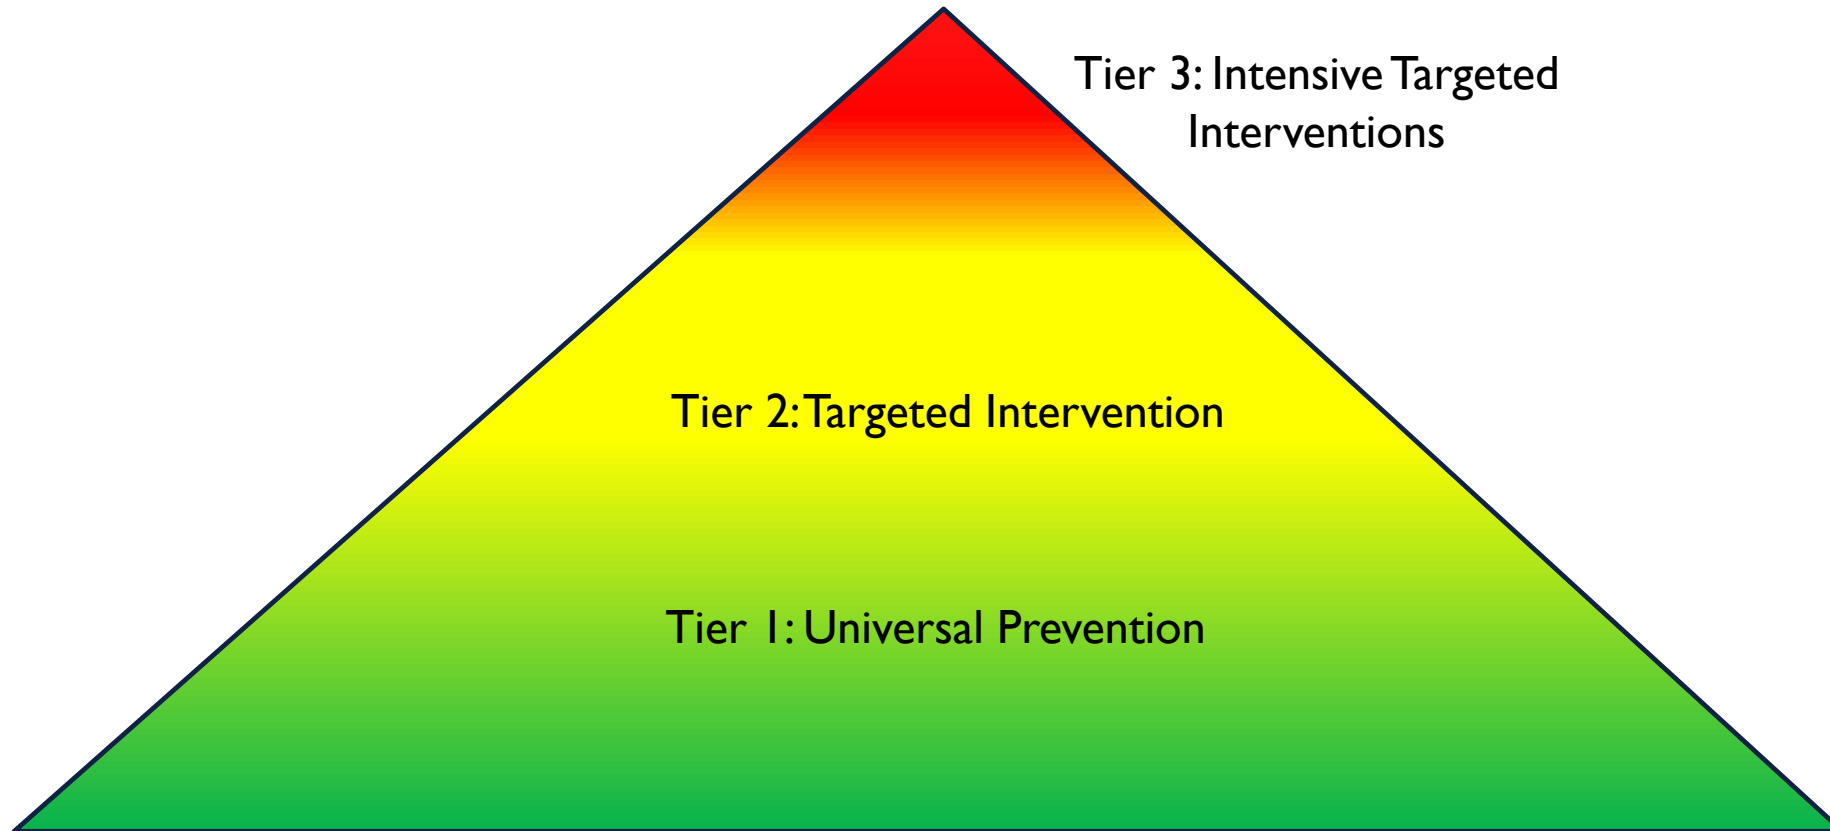 Tier 3: Intensive Targeted
Interventions
Tier 2: Targeted Intervention
Tier 1: Universal Prevention